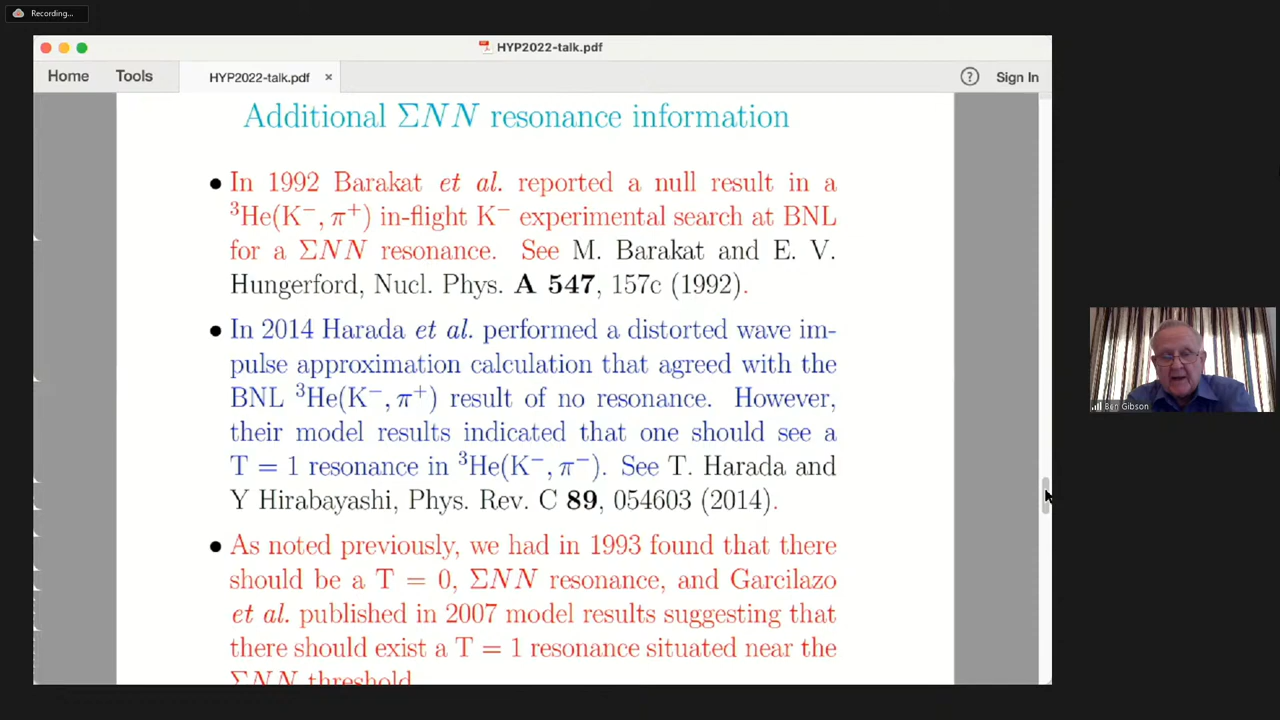 Recording...
HYP2022-talk.pdf
Home Tools HYP2022-talk.pdf × ? Sign In
Additional ΣNN resonance information
● In 1992 Barakat et al. reported a null result in a
³He(K⁻, π⁺) in-flight K⁻ experimental search at BNL
for a ΣNN resonance. See M. Barakat and E. V.
Hungerford, Nucl. Phys. A 547, 157c (1992).
● In 2014 Harada et al. performed a distorted wave im-
pulse approximation calculation that agreed with the
BNL ³He(K⁻, π⁺) result of no resonance. However,
their model results indicated that one should see a
T = 1 resonance in ³He(K⁻, π⁻). See T. Harada and
Y Hirabayashi, Phys. Rev. C 89, 054603 (2014).
● As noted previously, we had in 1993 found that there
should be a T = 0, ΣNN resonance, and Garcilazo
et al. published in 2007 model results suggesting that
there should exist a T = 1 resonance situated near the
ΣNN threshold.
Ben Gibson